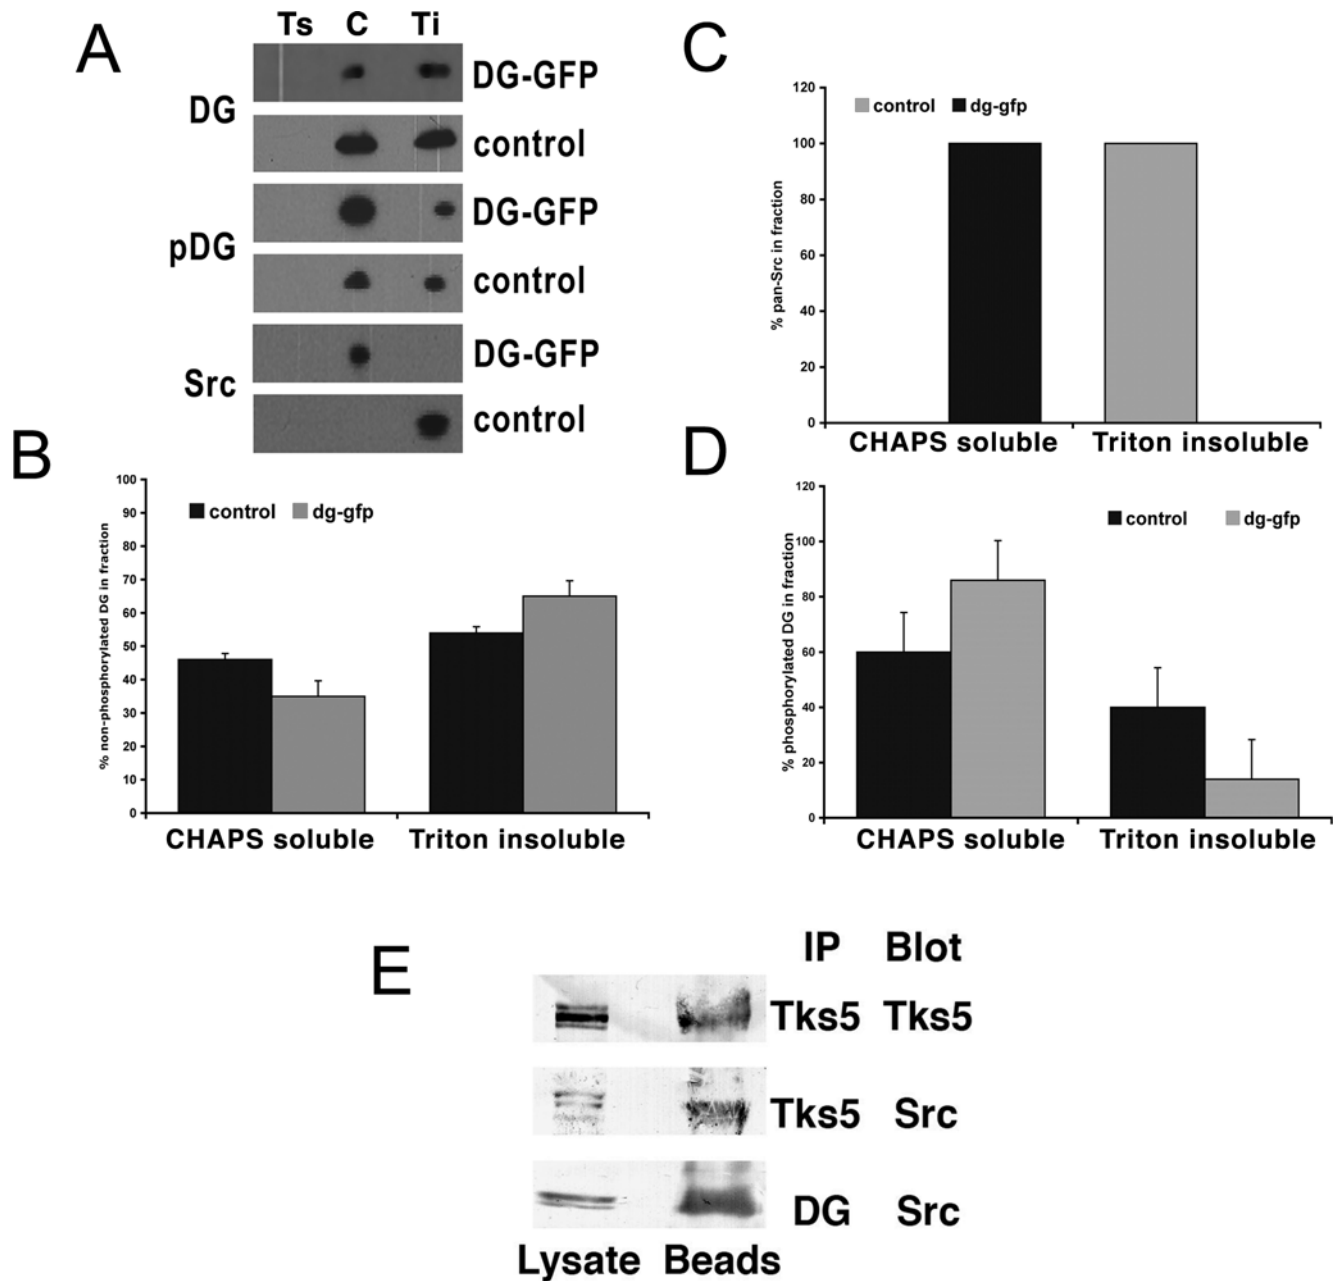 A
Ts C Ti
DG
DG-GFP
control
pDG
DG-GFP
control
Src
DG-GFP
control
C
control dg-gfp
% pan-Src in fraction
120
100
80
60
40
20
0
CHAPS soluble Triton insoluble
B
control dg-gfp
% non-phosphorylated DG in fraction
100
90
80
70
60
50
40
30
20
10
0
CHAPS soluble Triton insoluble
D
control dg-gfp
% phosphorylated DG in fraction
120
100
80
60
40
20
0
CHAPS soluble Triton insoluble
E
IP Blot
Tks5 Tks5
Tks5 Src
DG Src
Lysate Beads